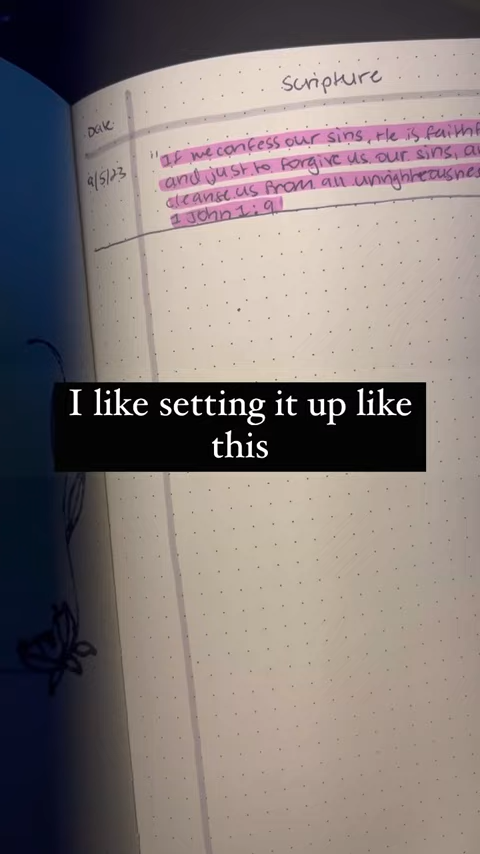 Scripture
Date
9/5/23
"If we confess our sins, He is faithf
and just to forgive us our sins, a
cleanse us from all unrighteousnes
1 John 1:9
I like setting it up like
this